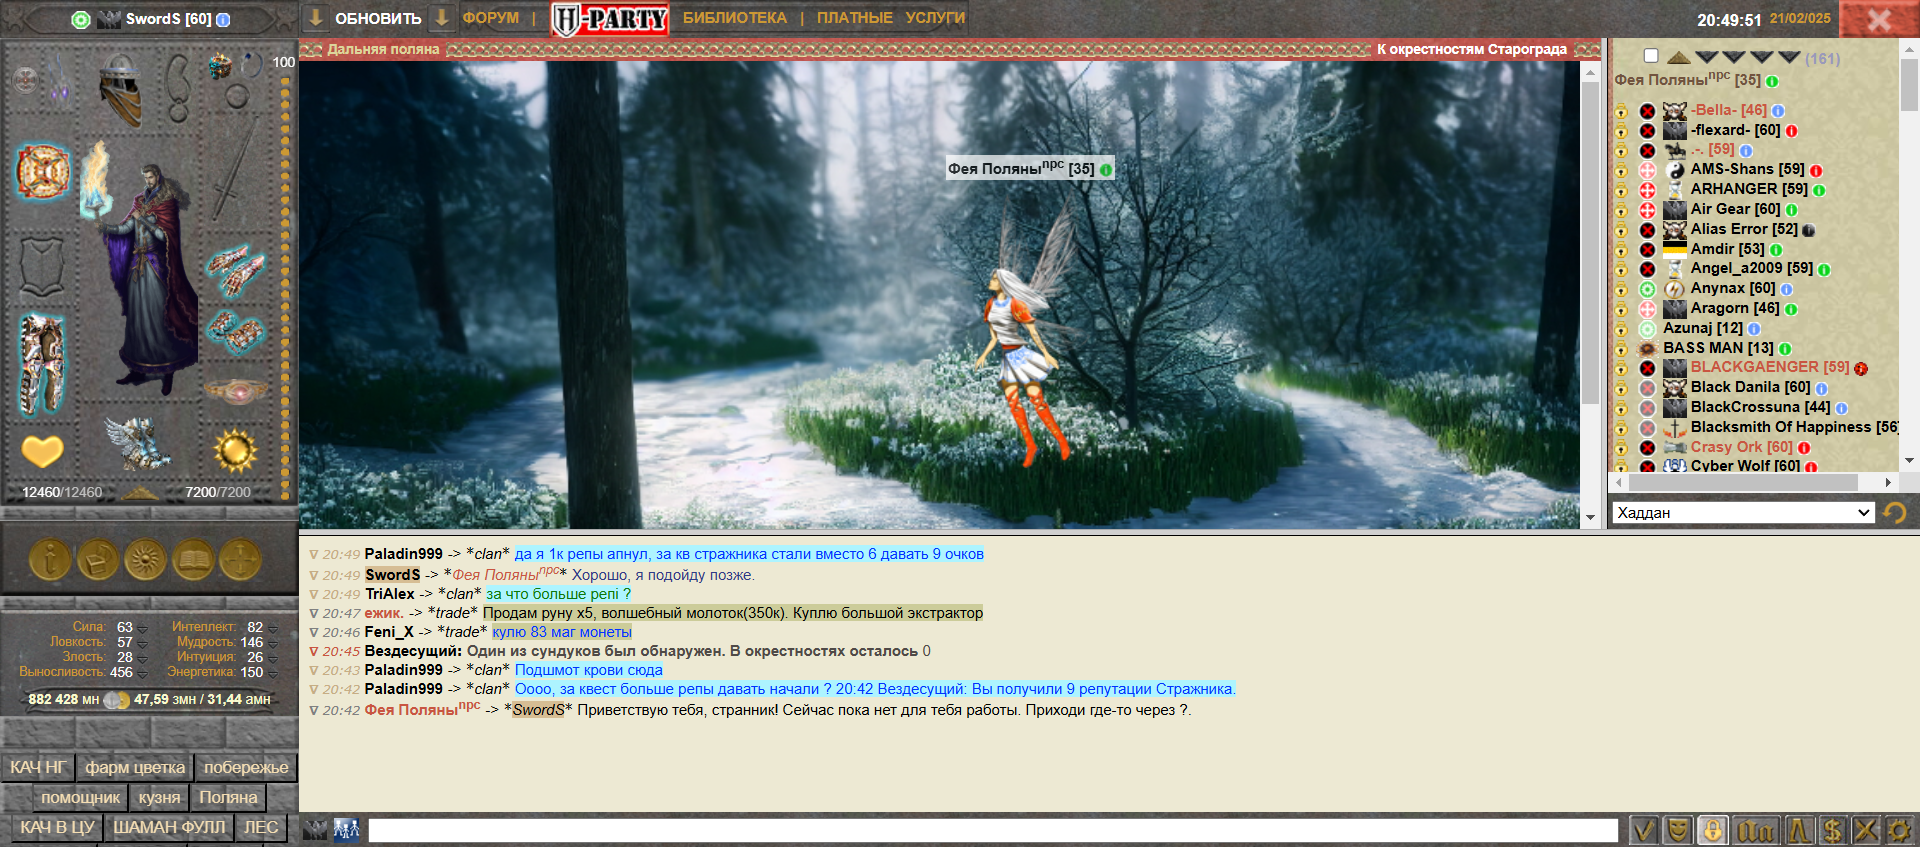 SwordS [60]
ОБНОВИТЬ
ФОРУМ |
H-PARTY
БИБЛИОТЕКА | ПЛАТНЫЕ УСЛУГИ
20:49:51 21/02/025
100
12460/12460
7200/7200
Сила: 63 Интеллект: 82
Ловкость: 57 Мудрость: 146
Злость: 28 Интуиция: 26
Выносливость: 456 Энергетика: 150
882 428 мн 47,59 змн / 31,44 амн
КАЧ НГ фарм цветка побережье
помощник кузня Поляна
КАЧ В ЦУ ШАМАН ФУЛЛ ЛЕС
Дальняя поляна
К окрестностям Старограда
Фея Поляны npc [35]
20:49 Paladin999 -> *clan* да я 1к репы апнул, за кв стражника стали вместо 6 давать 9 очков
20:49 SwordS -> *Фея Поляны npc* Хорошо, я подойду позже.
20:49 TriAlex -> *clan* за что больше репі ?
20:47 ежик. -> *trade* Продам руну х5, волшебный молоток(350к). Куплю большой экстрактор
20:46 Feni_X -> *trade* кулю 83 маг монеты
20:45 Вездесущий: Один из сундуков был обнаружен. В окрестностях осталось 0
20:43 Paladin999 -> *clan* Подшмот крови сюда
20:42 Paladin999 -> *clan* Оооо, за квест больше репы давать начали ? 20:42 Вездесущий: Вы получили 9 репутации Стражника.
20:42 Фея Поляны npc -> *SwordS* Приветствую тебя, странник! Сейчас пока нет для тебя работы. Приходи где-то через ?.
(161)
Фея Поляны npc [35]
-Bella- [46]
-flexard- [60]
.-. [59]
AMS-Shans [59]
ARHANGER [59]
Air Gear [60]
Alias Error [52]
Amdir [53]
Angel_a2009 [59]
Anynax [60]
Aragorn [46]
Azunaj [12]
BASS MAN [13]
BLACKGAENGER [59]
Black Danila [60]
BlackCrossuna [44]
Blacksmith Of Happiness [56]
Crasy Ork [60]
Cyber Wolf [60]
Хаддан